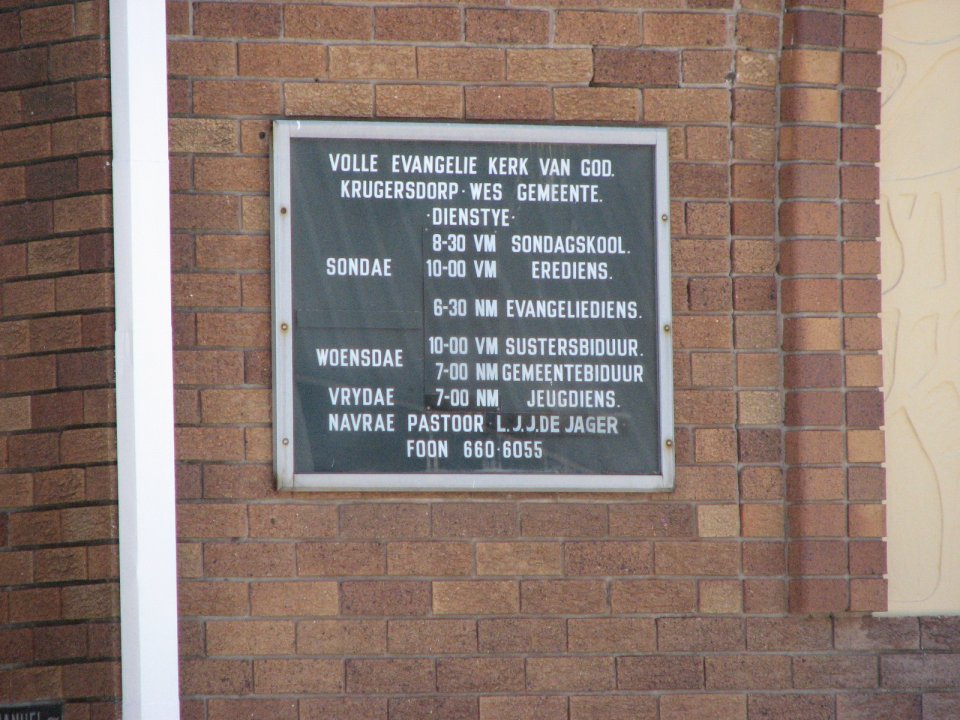 VOLLE EVANGELIE KERK VAN GOD.
KRUGERSDORP·WES GEMEENTE.
·DIENSTYE·
8-30 VM SONDAGSKOOL.
SONDAE 10-00 VM EREDIENS.
6-30 NM EVANGELIEDIENS.
10-00 VM SUSTERSBIDUUR.
WOENSDAE
7-00 NM GEMEENTEBIDUUR
VRYDAE 7-00 NM JEUGDIENS.
NAVRAE PASTOOR L.J.J.DE JAGER
FOON 660·6055